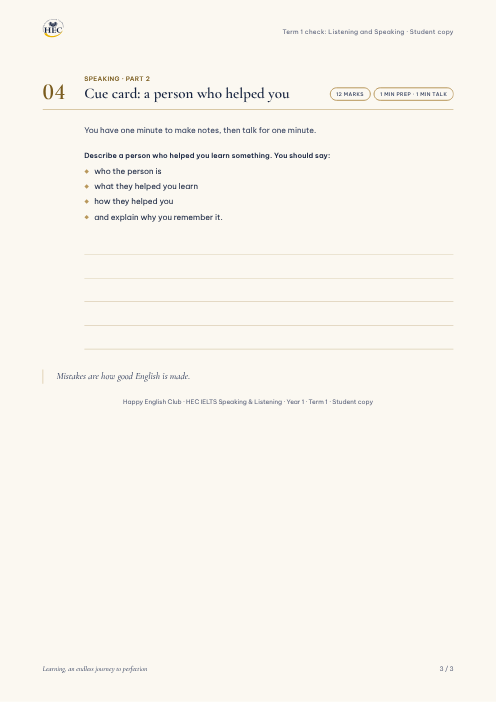 HEC
Term 1 check: Listening and Speaking · Student copy
SPEAKING · PART 2
04 Cue card: a person who helped you
12 MARKS 1 MIN PREP · 1 MIN TALK
You have one minute to make notes, then talk for one minute.
Describe a person who helped you learn something. You should say:
who the person is
what they helped you learn
how they helped you
and explain why you remember it.
Mistakes are how good English is made.
Happy English Club · HEC IELTS Speaking & Listening · Year 1 · Term 1 · Student copy
Learning, an endless journey to perfection
3 / 3